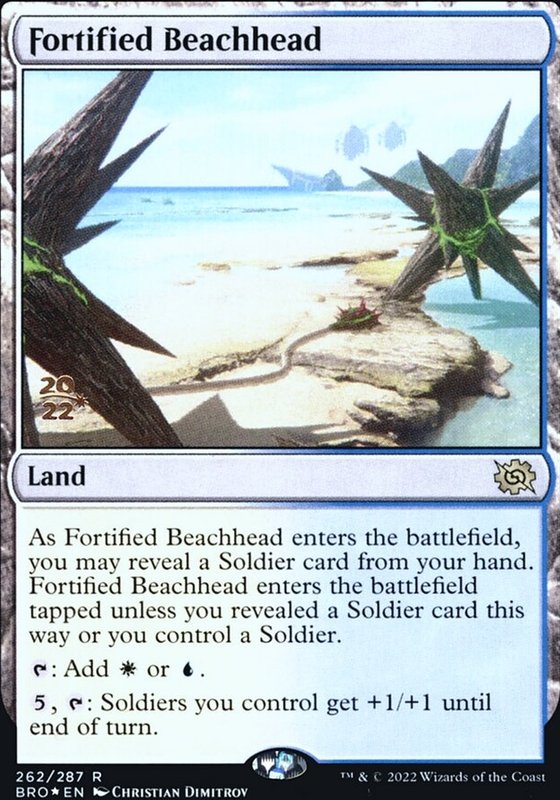 Fortified Beachhead
20
22
Land
As Fortified Beachhead enters the battlefield,
you may reveal a Soldier card from your hand.
Fortified Beachhead enters the battlefield
tapped unless you revealed a Soldier card this
way or you control a Soldier.
: Add or .
5, : Soldiers you control get +1/+1 until
end of turn.
262/287 R
BRO★EN Christian Dimitrov
™ & © 2022 Wizards of the Coast